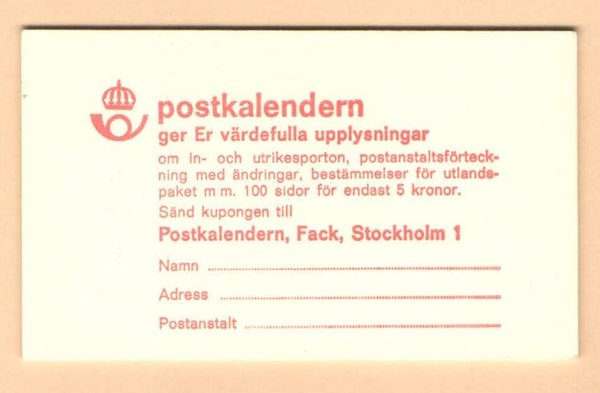 postkalendern
ger Er värdefulla upplysningar
om in- och utrikesporton, postanstaltsförteck-
ning med ändringar, bestämmelser för utlands-
paket m m. 100 sidor för endast 5 kronor.
Sänd kupongen till
Postkalendern, Fack, Stockholm 1
Namn
Adress
Postanstalt